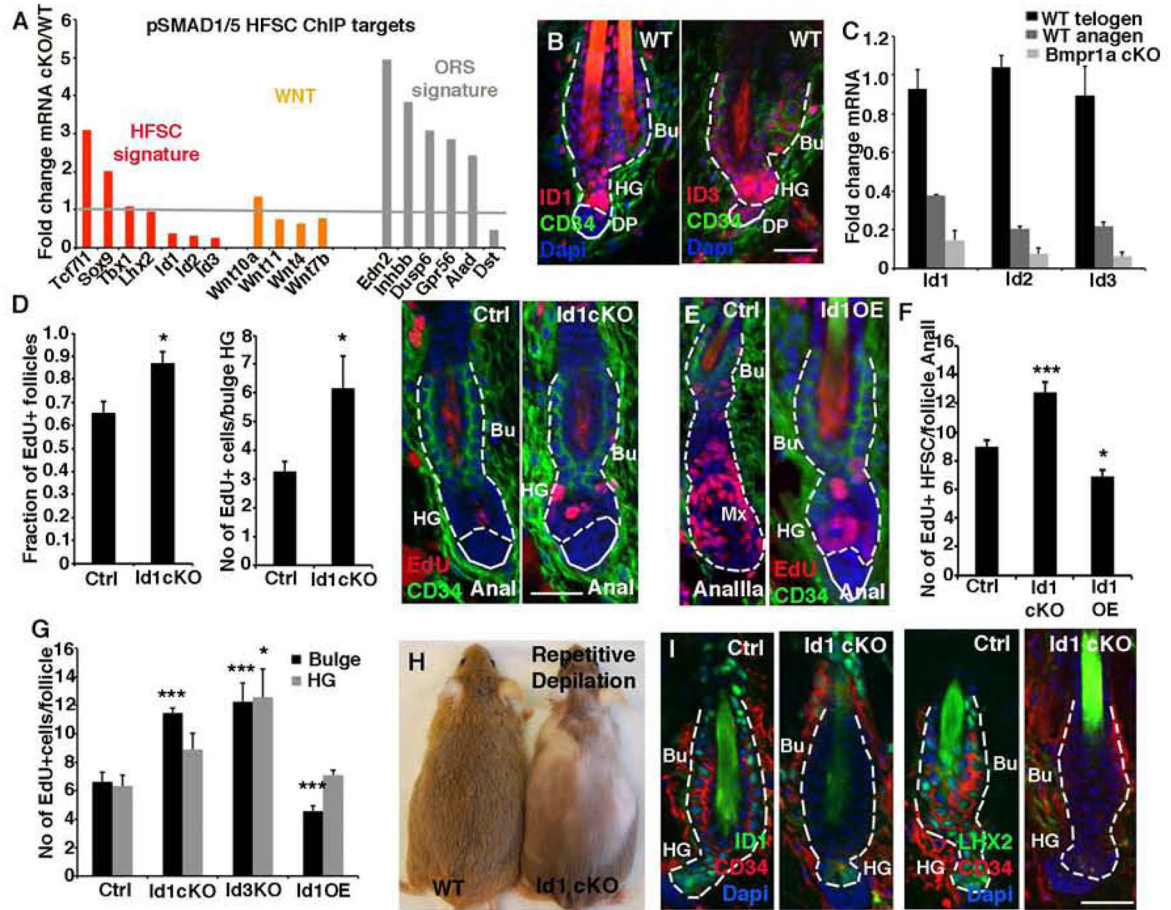 A
pSMAD1/5 HFSC ChIP targets
Fold change mRNA cKO/WT
6
5
4
3
2
1
0
HFSC
signature
WNT
ORS
signature
Tcf7l1
Sox9
Tbx1
Lhx2
Id1
Id2
Id3
Wnt10a
Wnt11
Wnt4
Wnt7b
Edn2
Inhbb
Dusp6
Gpr56
Alad
Dst
B
WT
Bu
ID1
HG
CD34
DP
Dapi
WT
Bu
ID3
HG
CD34
DP
Dapi
C
WT telogen
WT anagen
Bmpr1a cKO
Fold change mRNA
1.2
1.0
0.8
0.6
0.4
0.2
0
Id1
Id2
Id3
D
Fraction of EdU+ follicles
1.0
0.9
0.8
0.7
0.6
0.5
0.4
0.3
0.2
0.1
0
*
Ctrl
Id1cKO
No of EdU+ cells/bulge HG
8
7
6
5
4
3
2
1
0
*
Ctrl
Id1cKO
Ctrl
Bu
HG
EdU
CD34
AnaI
Id1cKO
Bu
HG
AnaI
E
Ctrl
Bu
Mx
EdU
CD34
AnaIIIa
Id1OE
Bu
HG
AnaI
F
No of EdU+ HFSC/follicle AnaII
16
14
12
10
8
6
4
2
0
***
*
Ctrl
Id1
cKO
Id1
OE
G
No of EdU+cells/follicle
16
14
12
10
8
6
4
2
0
Bulge
HG
***
***
*
***
Ctrl
Id1cKO
Id3KO
Id1OE
H
Repetitive
Depilation
WT
Id1 cKO
I
Ctrl
Bu
ID1
CD34
HG
Dapi
Id1 cKO
HG
Ctrl
Bu
LHX2
HG
CD34
Dapi
Id1 cKO
Bu
HG